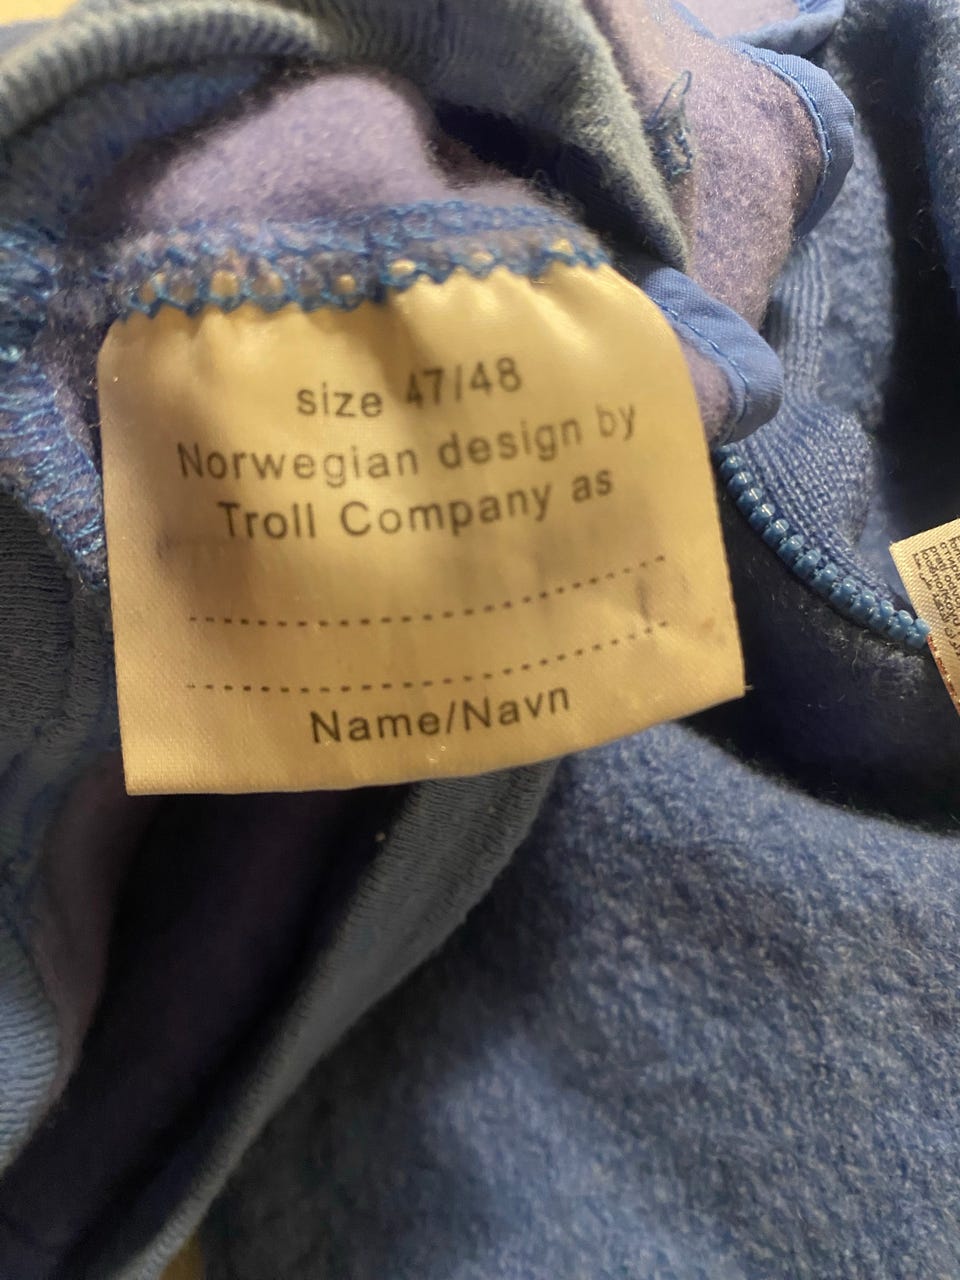 size 47/48
Norwegian design by
Troll Company as
Name/Navn